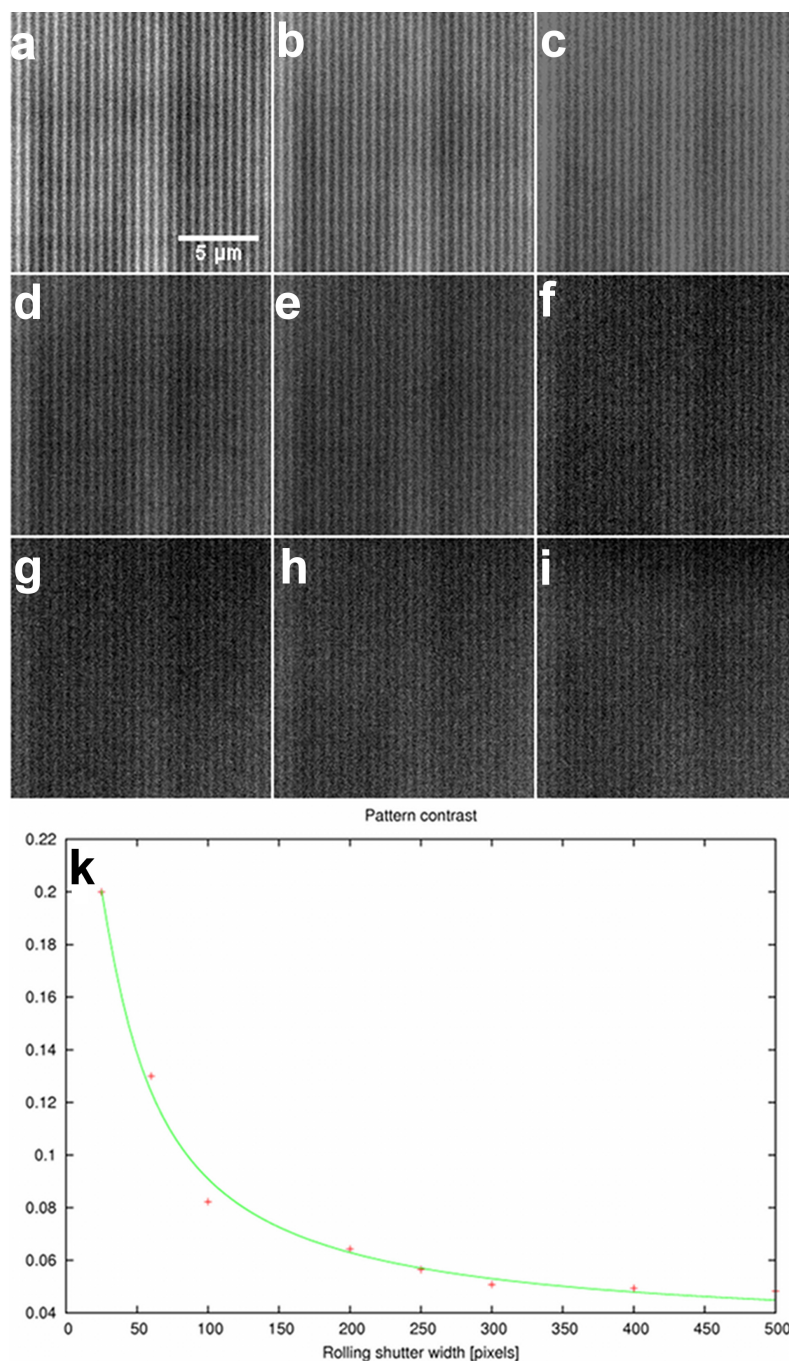 a b c
5 µm
d e f
g h i
Pattern contrast
k
0.22
0.2
0.18
0.16
0.14
0.12
0.1
0.08
0.06
0.04
0 50 100 150 200 250 300 350 400 450 500
Rolling shutter width [pixels]